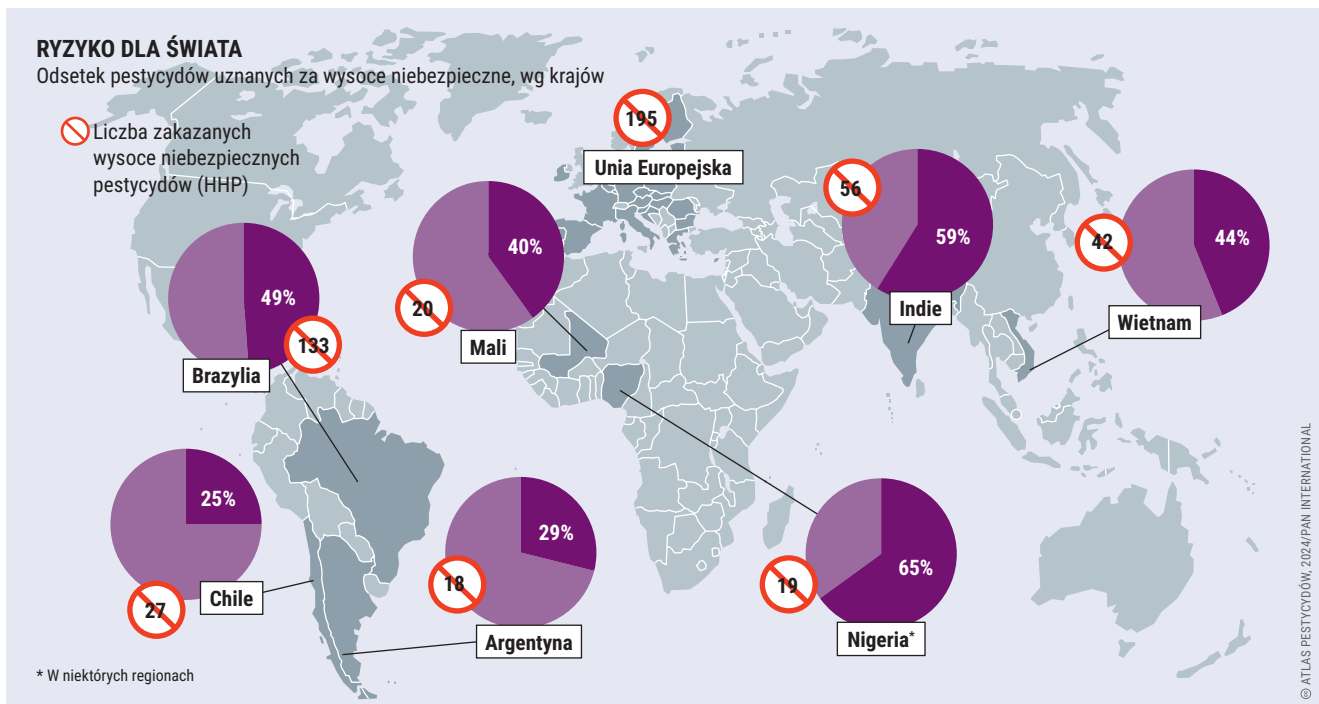 RYZYKO DLA ŚWIATA
Odsetek pestycydów uznanych za wysoce niebezpieczne, wg krajów
Liczba zakazanych
wysoce niebezpiecznych
pestycydów (HHP)
195
Unia Europejska
56
59%
Indie
42
44%
Wietnam
40%
20
Mali
49%
133
Brazylia
25%
27
Chile
29%
18
Argentyna
65%
19
Nigeria*
* W niektórych regionach
© ATLAS PESTYCYDÓW, 2024/PAN INTERNATIONAL